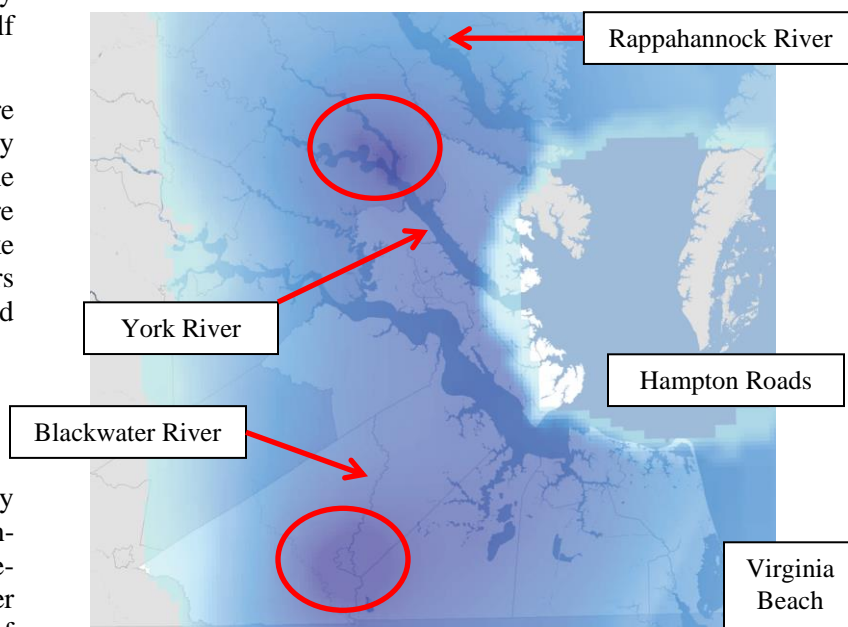 Rappahannock River
York River
Hampton Roads
Blackwater River
Virginia
Beach